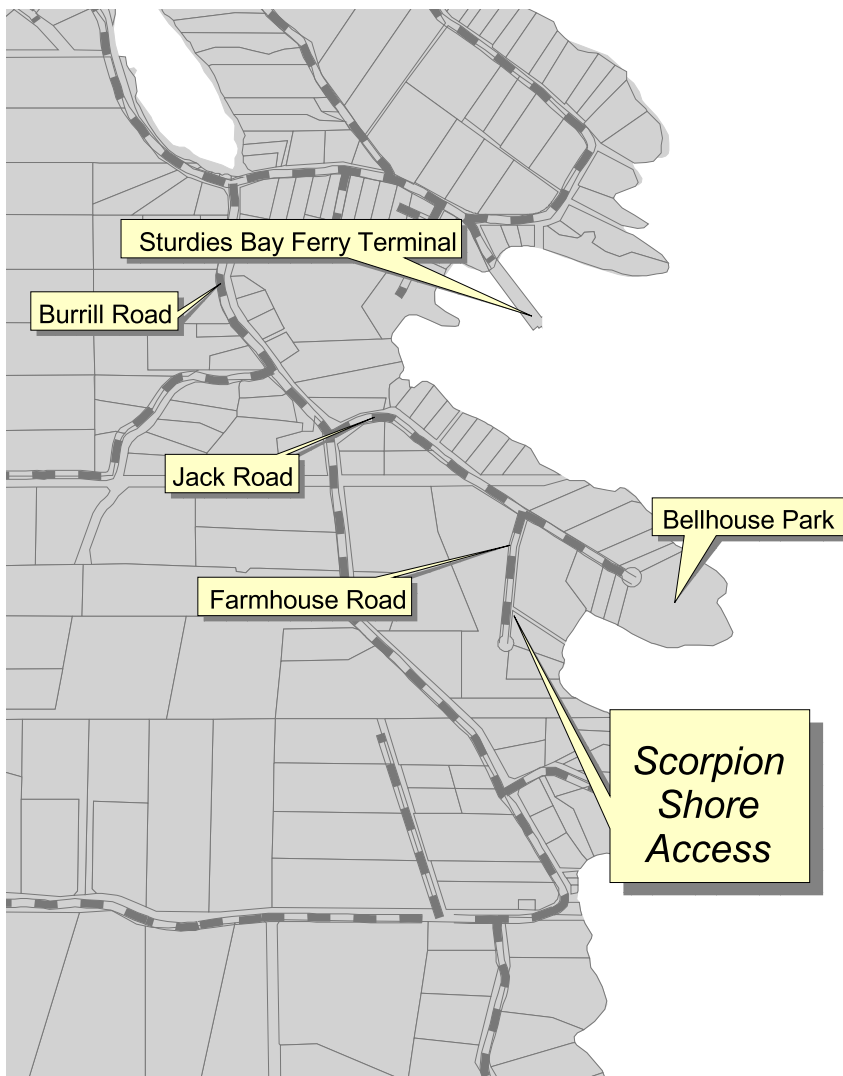 Sturdies Bay Ferry Terminal
Burrill Road
Jack Road
Bellhouse Park
Farmhouse Road
Scorpion
Shore
Access